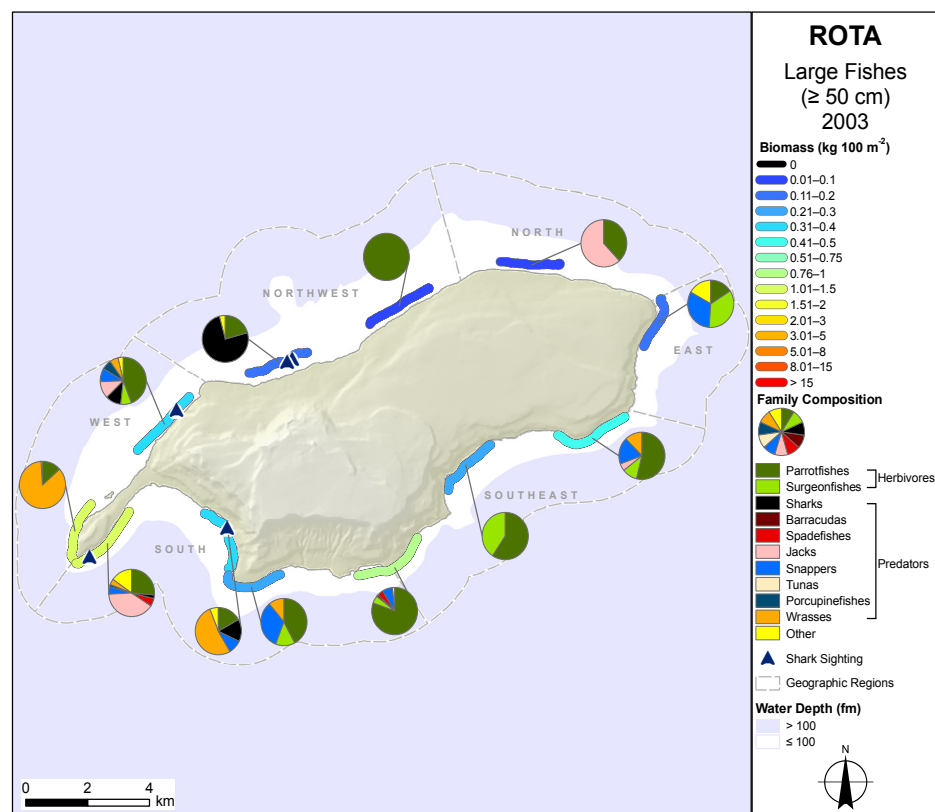 ROTA
Large Fishes
(≥ 50 cm)
2003
Biomass (kg 100 m⁻²)
0
0.01–0.1
0.11–0.2
0.21–0.3
0.31–0.4
0.41–0.5
0.51–0.75
0.76–1
1.01–1.5
1.51–2
2.01–3
3.01–5
5.01–8
8.01–15
> 15
Family Composition
Parrotfishes
Surgeonfishes
Herbivores
Sharks
Barracudas
Spadefishes
Jacks
Snappers
Tunas
Porcupinefishes
Wrasses
Predators
Other
Shark Sighting
Geographic Regions
Water Depth (fm)
> 100
≤ 100
N
NORTH
NORTHWEST
EAST
WEST
SOUTHEAST
SOUTH
0 2 4
km